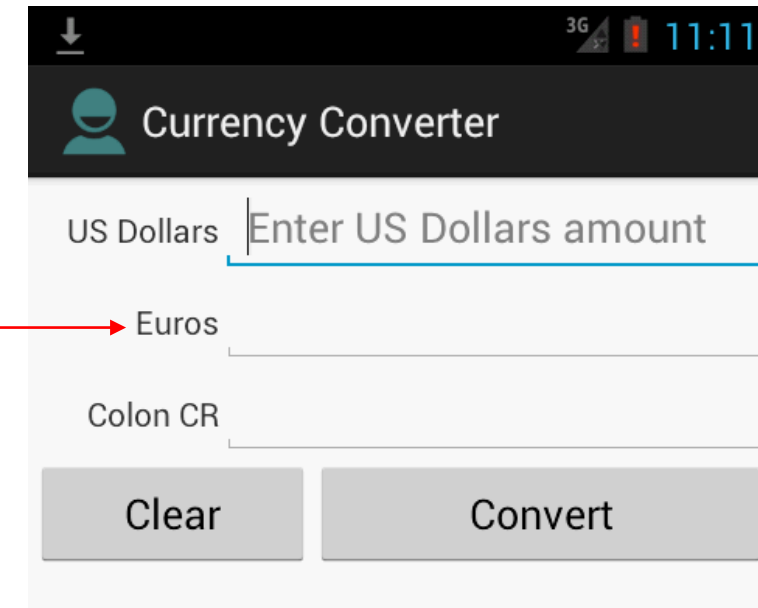 3G 11:11
Currency Converter
US Dollars Enter US Dollars amount
Euros
Colon CR
Clear Convert